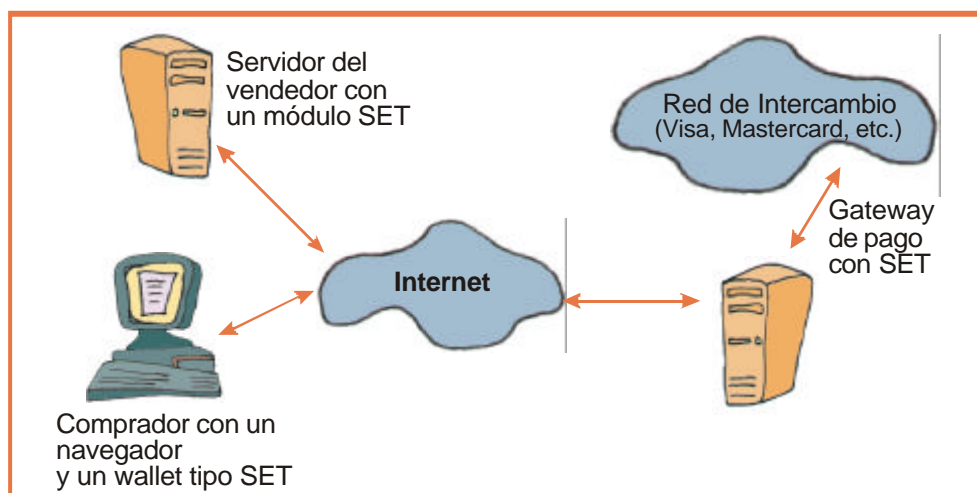 Servidor del
vendedor con
un módulo SET
Red de Intercambio
(Visa, Mastercard, etc.)
Gateway
de pago
con SET
Internet
Comprador con un
navegador
y un wallet tipo SET